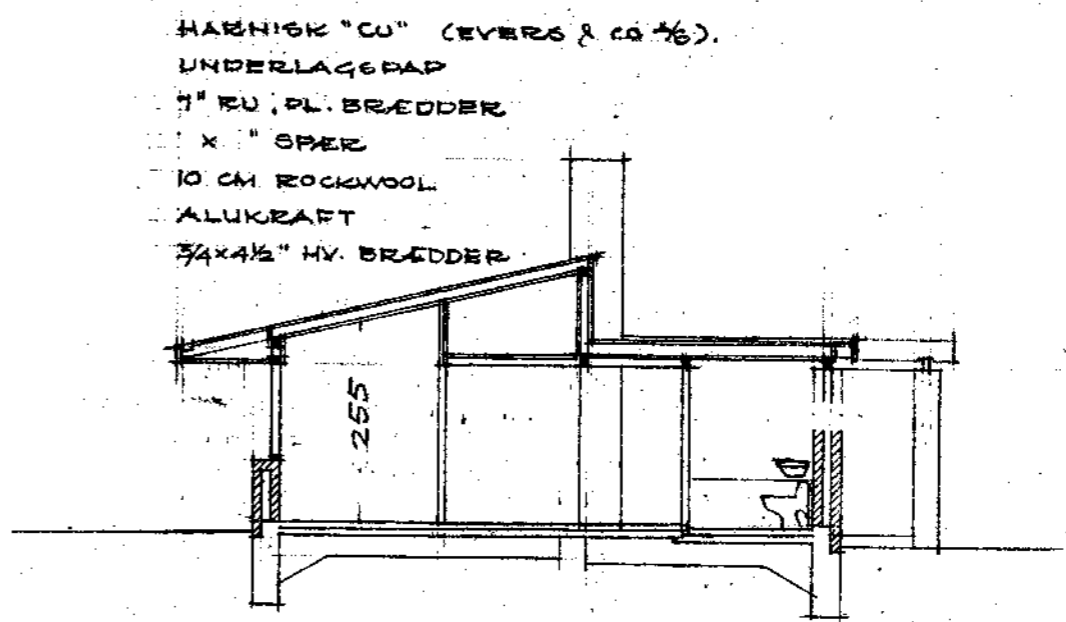 HARNISK "CU" (EVERS & CO A/S).
UNDERLAGSPAP
1" RU. PL. BRÆDDER
x " SPÆR
10 CM ROCKWOOL
ALUKRAFT
3/4x4½" HV. BRÆDDER
255